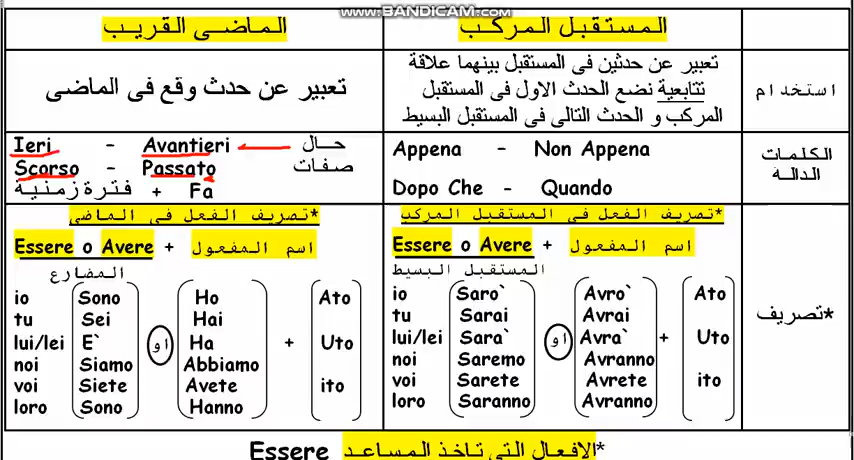 www.BANDICAM.com
المستقبل المركب
الماضى القريب
استخدام
تعبير عن حدثين فى المستقبل بينهما علاقة
تتابعية نضع الحدث الاول فى المستقبل
المركب و الحدث التالى فى المستقبل البسيط
تعبير عن حدث وقع فى الماضى
الكلمات
الدالة
Appena - Non Appena
Dopo Che - Quando
Ieri - Avantieri حال
Scorso - Passato صفات
فترة زمنية + Fa
*تصريف
*تصريف الفعل فى المستقبل المركب
Essere o Avere + اسم المفعول
المستقبل البسيط
io Saro` Avro` Ato
tu Sarai Avrai
lui/lei Sara` او Avra` + Uto
noi Saremo Avranno
voi Sarete Avrete ito
loro Saranno Avranno
*تصريف الفعل فى الماضى
Essere o Avere + اسم المفعول
المضارع
io Sono Ho Ato
tu Sei Hai
lui/lei E` او Ha + Uto
noi Siamo Abbiamo
voi Siete Avete ito
loro Sono Hanno
*الافعال التى تاخذ المساعد Essere